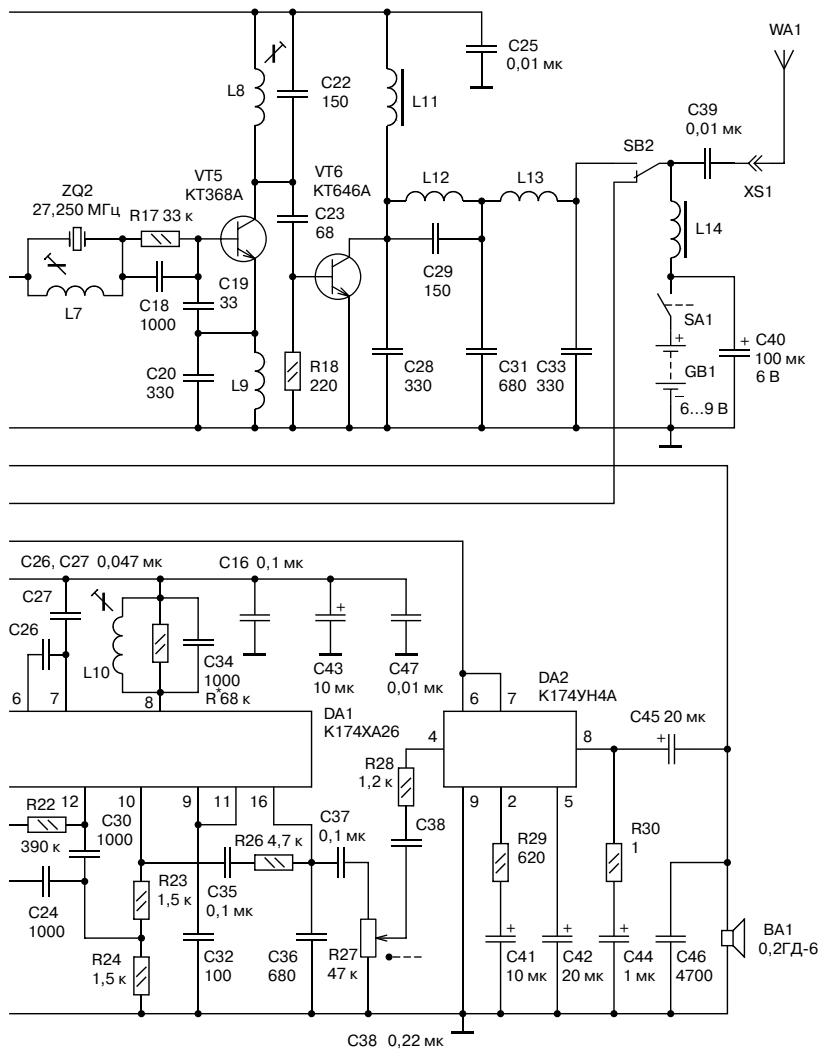 C25
0,01 мк
WA1
L8
C22
150
L11
C39
0,01 мк
SB2
XS1
VT5
КТ368А
VT6
КТ646А
L12
L13
ZQ2
27,250 МГц
R17 33 к
C23
68
L14
C29
150
L7
C18
1000
C19
33
SA1
+
C20
330
L9
R18
220
C28
330
C31
680
C33
330
+
C40
100 мк
6 В
GB1
–
6...9 В
C26, C27 0,047 мк
C16 0,1 мк
C27
C26
L10
C34
1000
R* 68 к
+
C43
10 мк
C47
0,01 мк
6
7
8
DA1
К174ХА26
DA2
К174УН4А
6
7
4
8
C45 20 мк
+
R28
1,2 к
12
10
9
11
16
9
2
5
R22
390 к
C30
1000
C37
0,1 мк
C38
R26 4,7 к
R29
620
R30
1
C24
1000
R23
1,5 к
C35
0,1 мк
R24
1,5 к
C32
100
C36
680
R27
47 к
+
C41
10 мк
+
C42
20 мк
+
C44
1 мк
C46
4700
BA1
0,2ГД-6
C38 0,22 мк